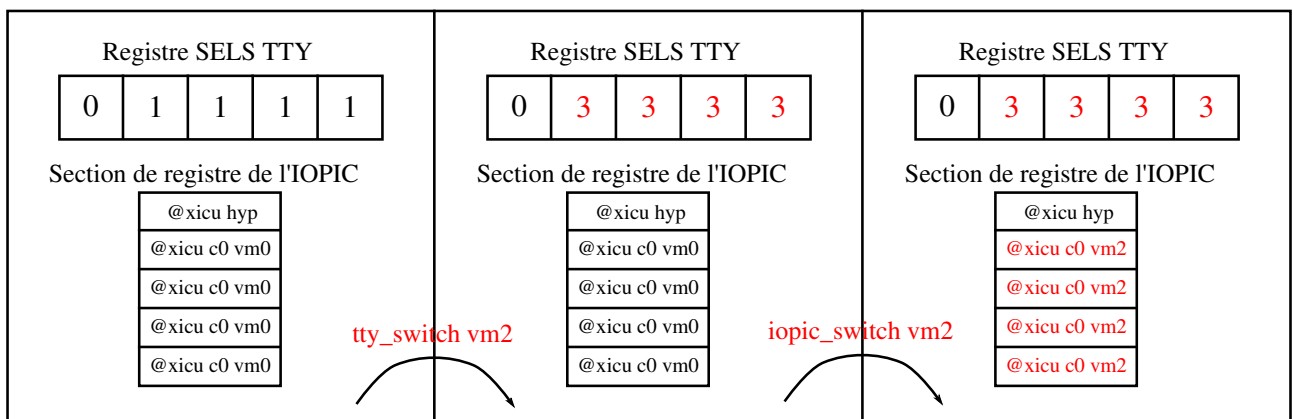 Registre SELS TTY
0 1 1 1 1
Section de registre de l'IOPIC
@xicu hyp
@xicu c0 vm0
@xicu c0 vm0
@xicu c0 vm0
@xicu c0 vm0
tty_switch vm2
Registre SELS TTY
0 3 3 3 3
Section de registre de l'IOPIC
@xicu hyp
@xicu c0 vm0
@xicu c0 vm0
@xicu c0 vm0
@xicu c0 vm0
iopic_switch vm2
Registre SELS TTY
0 3 3 3 3
Section de registre de l'IOPIC
@xicu hyp
@xicu c0 vm2
@xicu c0 vm2
@xicu c0 vm2
@xicu c0 vm2